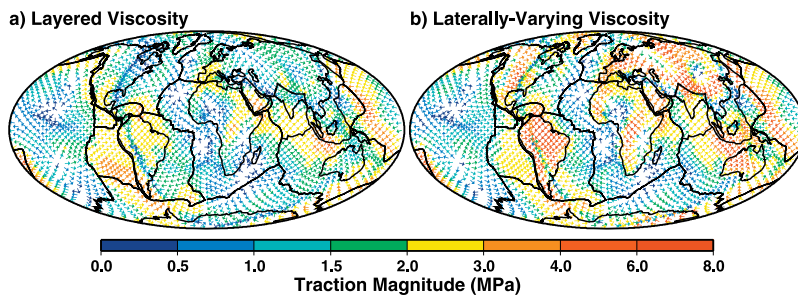 a) Layered Viscosity
b) Laterally-Varying Viscosity
0.0 0.5 1.0 1.5 2.0 3.0 4.0 6.0 8.0
Traction Magnitude (MPa)